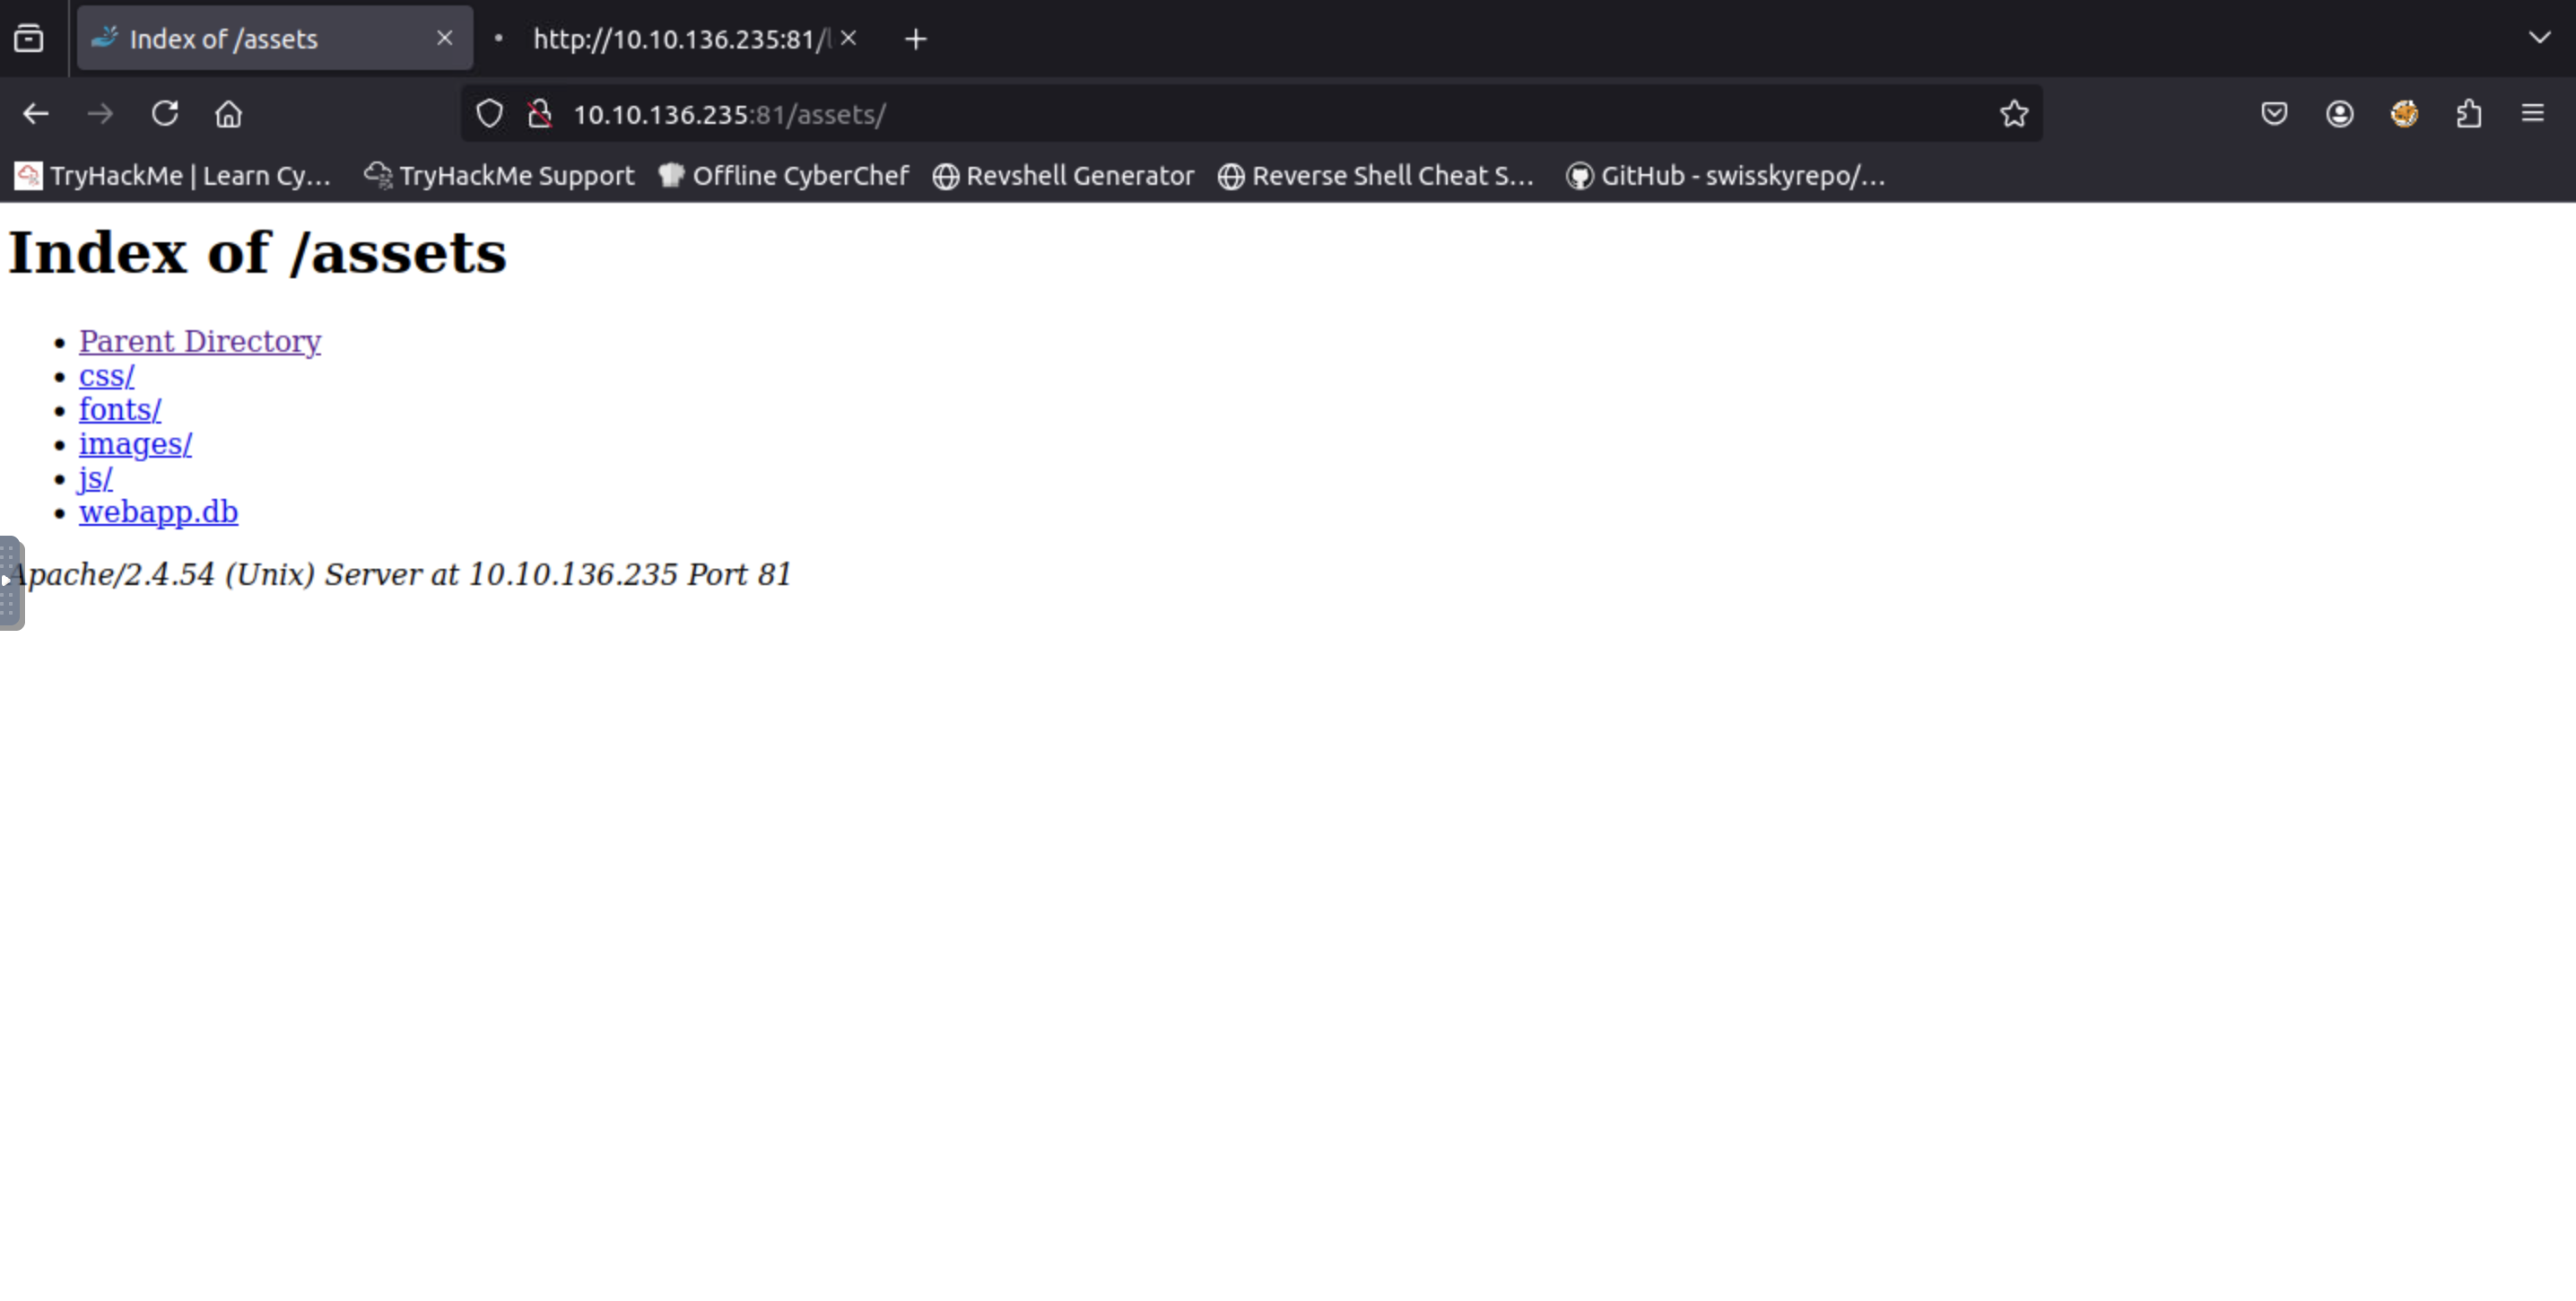 Index of /assets
http://10.10.136.235:81/
10.10.136.235:81/assets/
TryHackMe | Learn Cy… TryHackMe Support Offline CyberChef Revshell Generator Reverse Shell Cheat S… GitHub - swisskyrepo/…
Index of /assets
Parent Directory
css/
fonts/
images/
js/
webapp.db
Apache/2.4.54 (Unix) Server at 10.10.136.235 Port 81